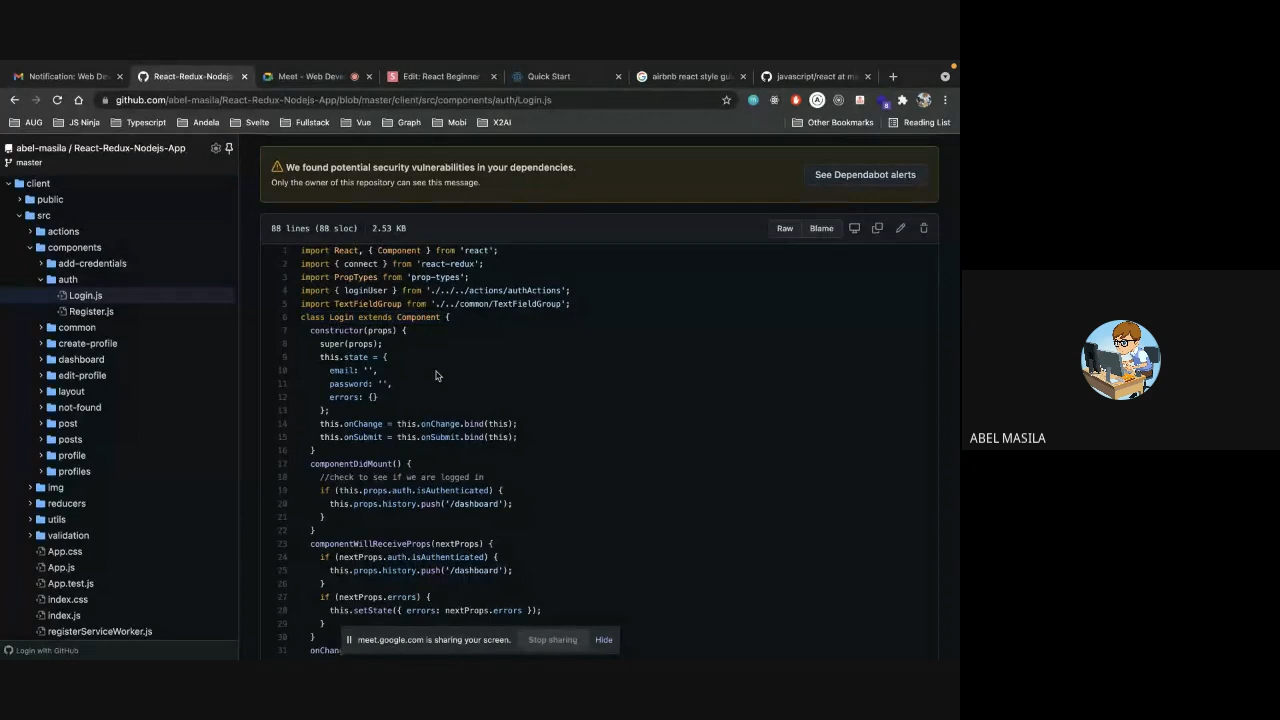 Notification: Web De
React-Redux-Nodejs
Meet - Web Deve
Edit: React Beginner
Quick Start
airbnb react style gui
javascript/react at ma
github.com/abel-masila/React-Redux-Nodejs-App/blob/master/client/src/components/auth/Login.js
AUG
JS Ninja
Typescript
Andela
Svelte
Fullstack
Vue
Graph
Mobi
X2AI
Other Bookmarks
Reading List
abel-masila / React-Redux-Nodejs-App
master
client
public
src
actions
components
add-credentials
auth
Login.js
Register.js
common
create-profile
dashboard
edit-profile
layout
not-found
post
posts
profile
profiles
img
reducers
utils
validation
App.css
App.js
App.test.js
index.css
index.js
registerServiceWorker.js
Login with GitHub
We found potential security vulnerabilities in your dependencies.
Only the owner of this repository can see this message.
See Dependabot alerts
88 lines (88 sloc) 2.53 KB
Raw
Blame
1 import React, { Component } from 'react';
2 import { connect } from 'react-redux';
3 import PropTypes from 'prop-types';
4 import { loginUser } from './../../actions/authActions';
5 import TextFieldGroup from './../common/TextFieldGroup';
6 class Login extends Component {
7 constructor(props) {
8 super(props);
9 this.state = {
10 email: '',
11 password: '',
12 errors: {}
13 };
14 this.onChange = this.onChange.bind(this);
15 this.onSubmit = this.onSubmit.bind(this);
16 }
17 componentDidMount() {
18 //check to see if we are logged in
19 if (this.props.auth.isAuthenticated) {
20 this.props.history.push('/dashboard');
21 }
22 }
23 componentWillReceiveProps(nextProps) {
24 if (nextProps.auth.isAuthenticated) {
25 this.props.history.push('/dashboard');
26 }
27 if (nextProps.errors) {
28 this.setState({ errors: nextProps.errors });
29 }
30 }
31 onChan
meet.google.com is sharing your screen.
Stop sharing
Hide
ABEL MASILA